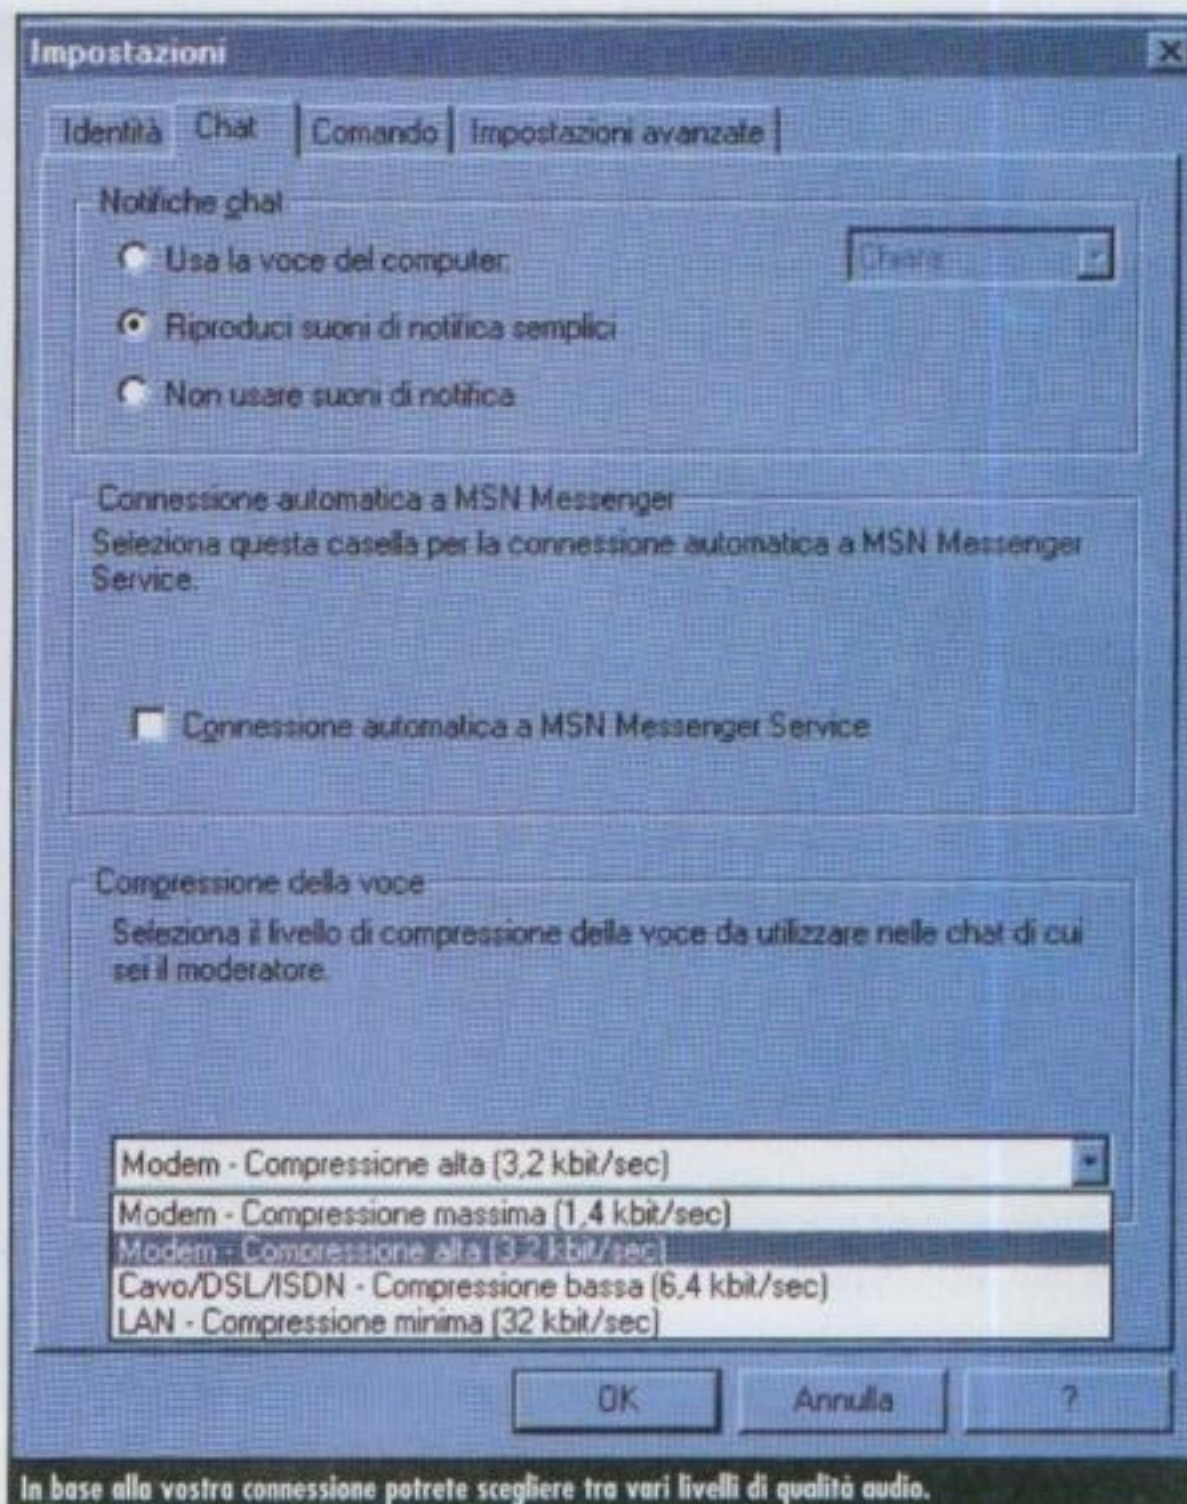 Impostazioni
Identità Chat Comando Impostazioni avanzate
Notifiche chat
Usa la voce del computer:
Chiara
Riproduci suoni di notifica semplici
Non usare suoni di notifica
Connessione automatica a MSN Messenger
Seleziona questa casella per la connessione automatica a MSN Messenger
Service.
Connessione automatica a MSN Messenger Service
Compressione della voce
Seleziona il livello di compressione della voce da utilizzare nelle chat di cui
sei il moderatore.
Modem - Compressione alta (3,2 kbit/sec)
Modem - Compressione massima (1,4 kbit/sec)
Modem - Compressione alta (3,2 kbit/sec)
Cavo/DSL/ISDN - Compressione bassa (6,4 kbit/sec)
LAN - Compressione minima (32 kbit/sec)
OK Annulla ?
In base alla vostra connessione potrete scegliere tra vari livelli di qualità audio.